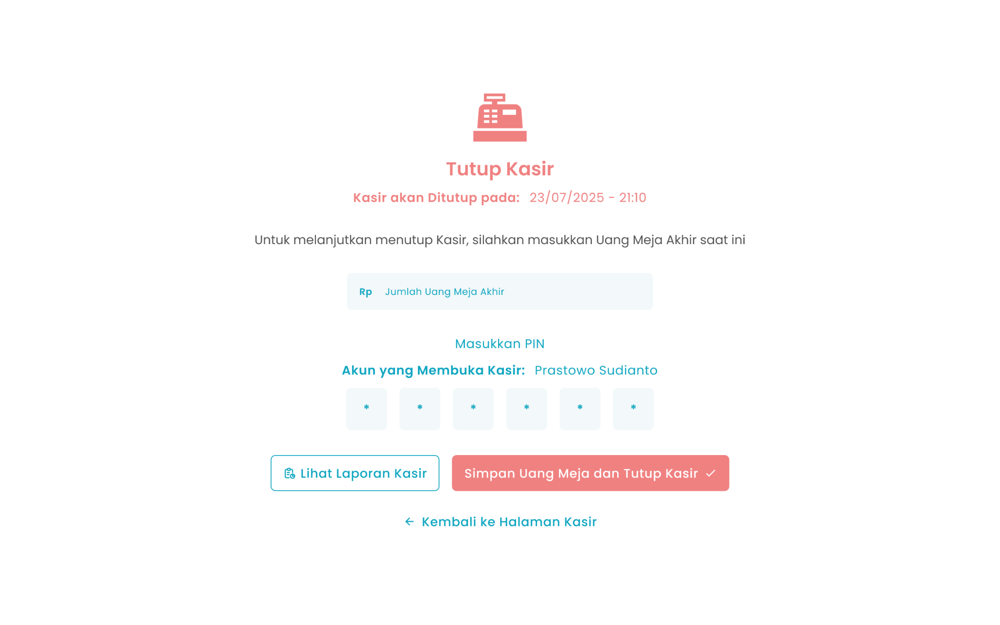 Tutup Kasir
Kasir akan Ditutup pada: 23/07/2025 - 21:10
Untuk melanjutkan menutup Kasir, silahkan masukkan Uang Meja Akhir saat ini
Rp Jumlah Uang Meja Akhir
Masukkan PIN
Akun yang Membuka Kasir: Prastowo Sudianto
* * * * * *
Lihat Laporan Kasir Simpan Uang Meja dan Tutup Kasir
Kembali ke Halaman Kasir